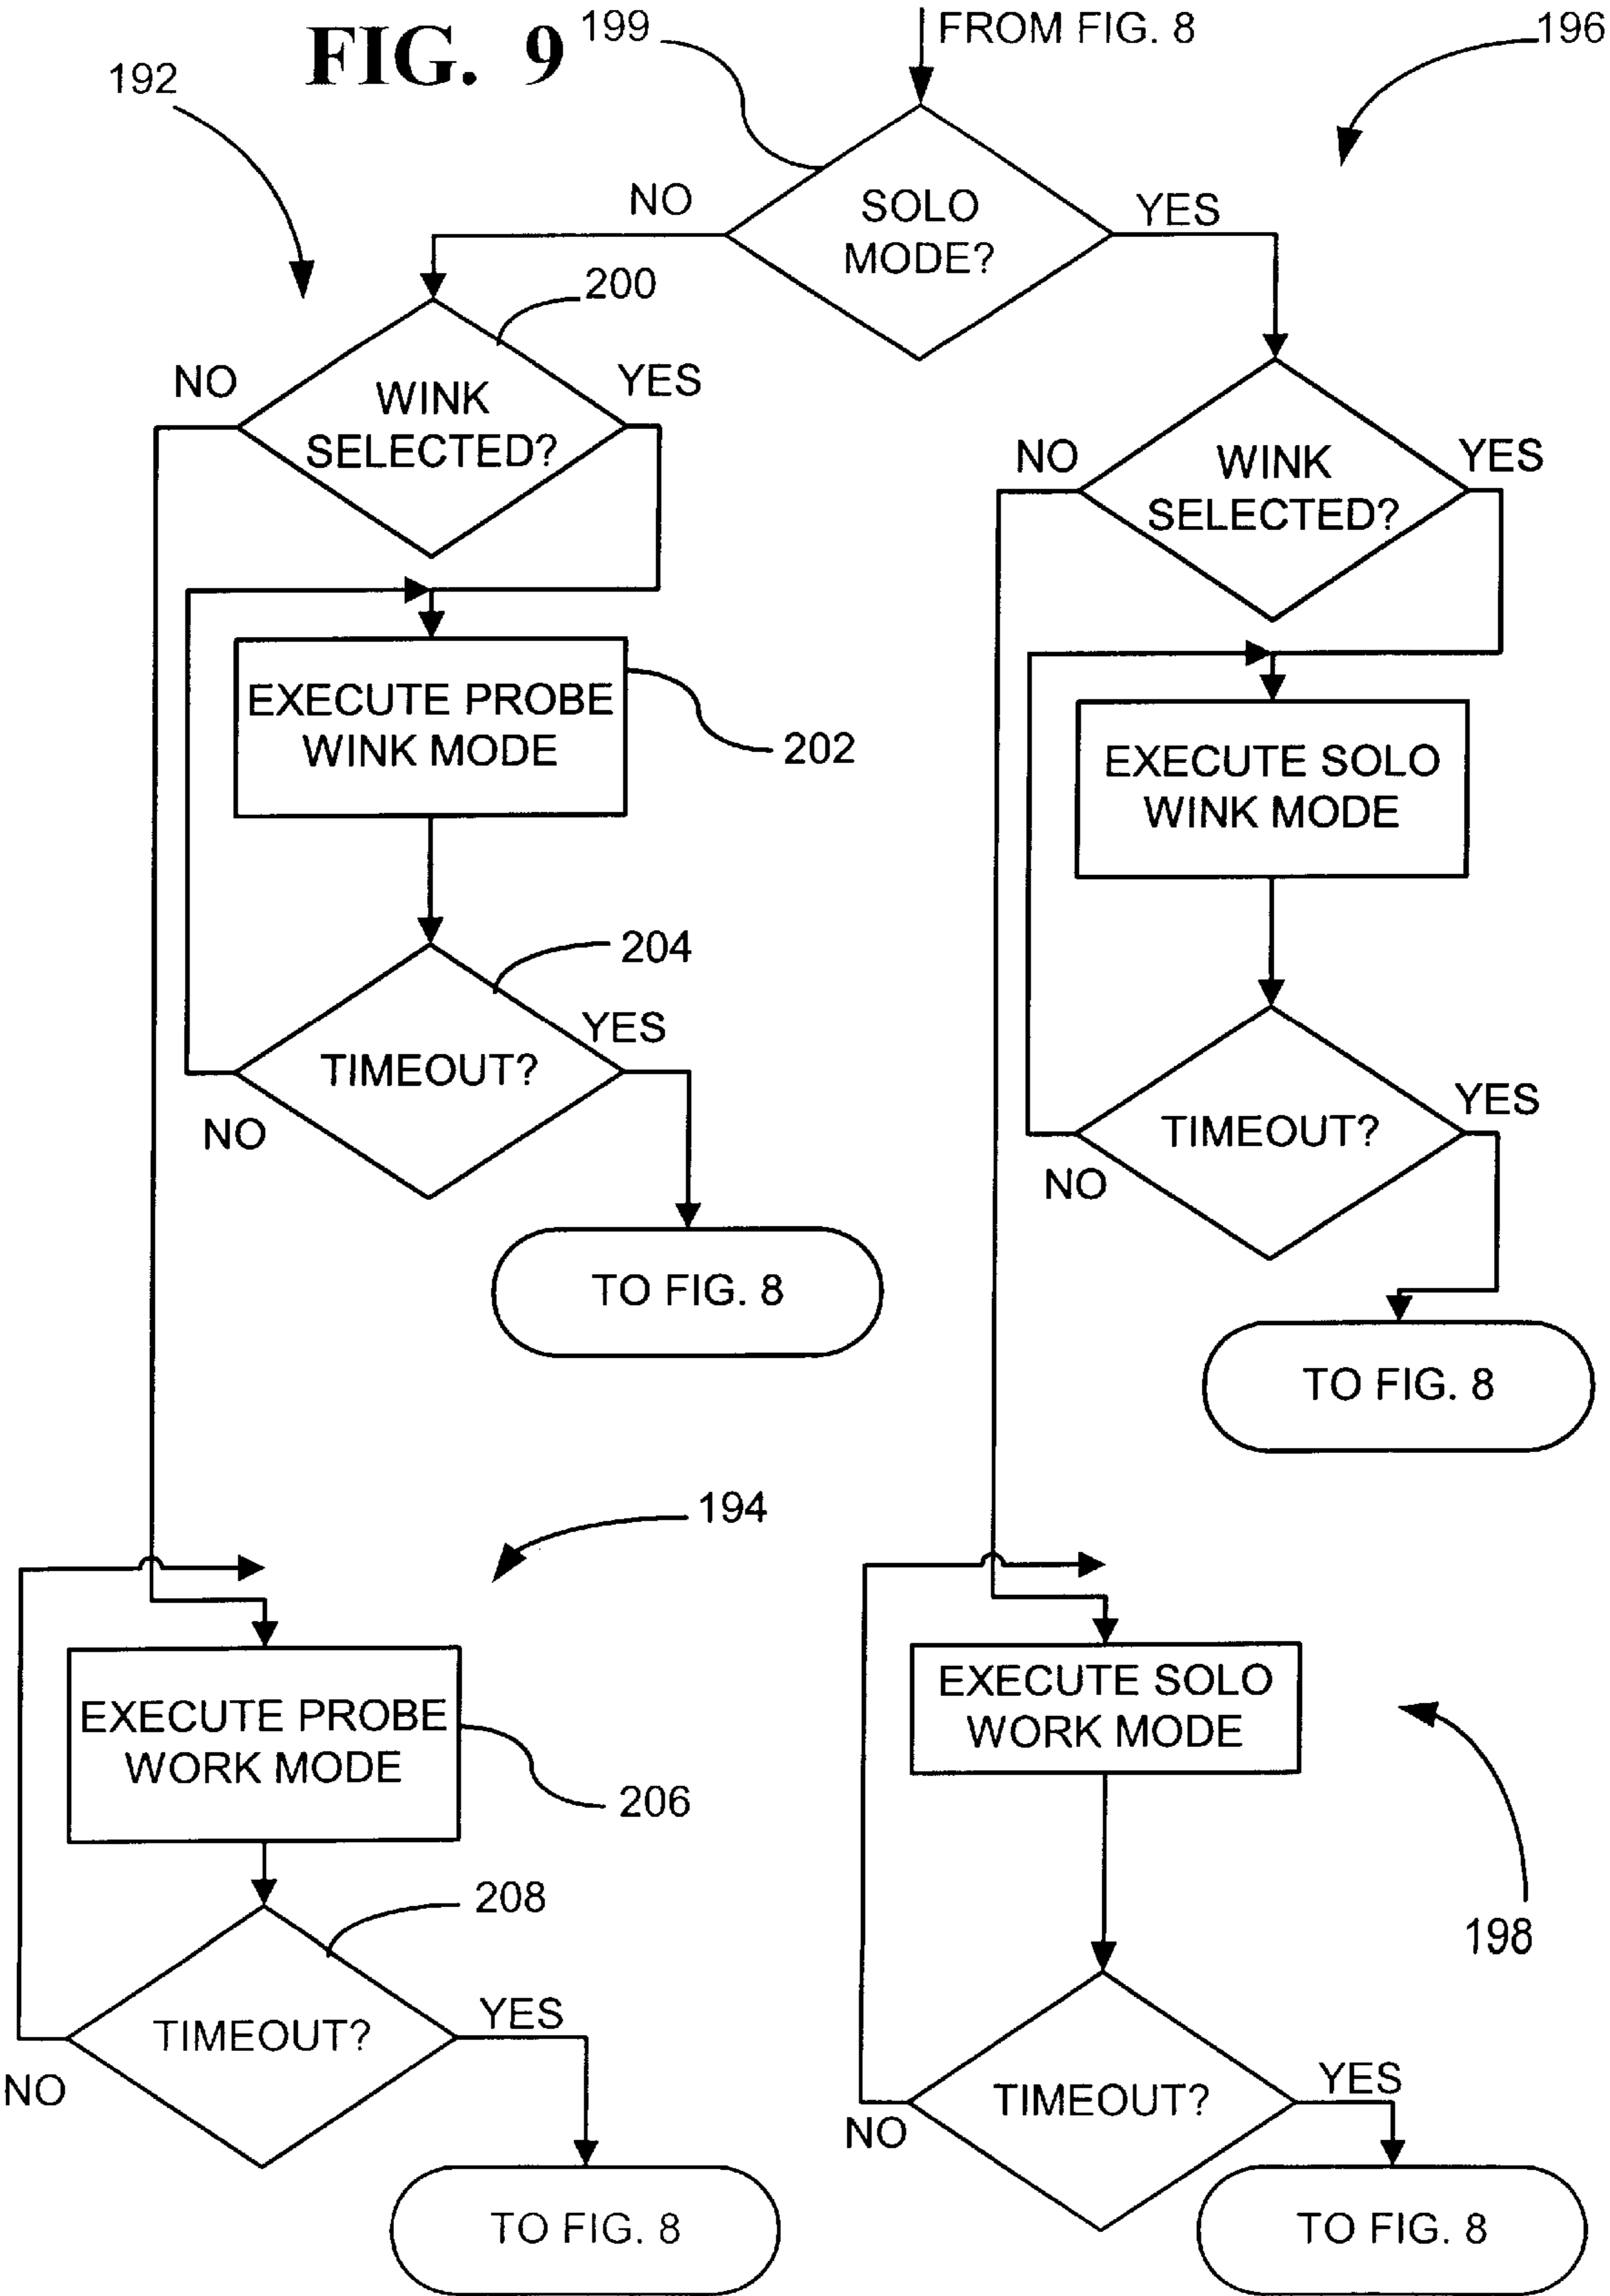 FIG. 9
199
FROM FIG. 8
196
192
SOLO
MODE?
NO
YES
200
WINK
SELECTED?
NO
YES
WINK
SELECTED?
NO
YES
EXECUTE PROBE
WINK MODE
202
EXECUTE SOLO
WINK MODE
204
TIMEOUT?
YES
NO
TIMEOUT?
YES
NO
TO FIG. 8
TO FIG. 8
194
EXECUTE PROBE
WORK MODE
206
EXECUTE SOLO
WORK MODE
198
208
TIMEOUT?
YES
NO
TIMEOUT?
YES
NO
TO FIG. 8
TO FIG. 8